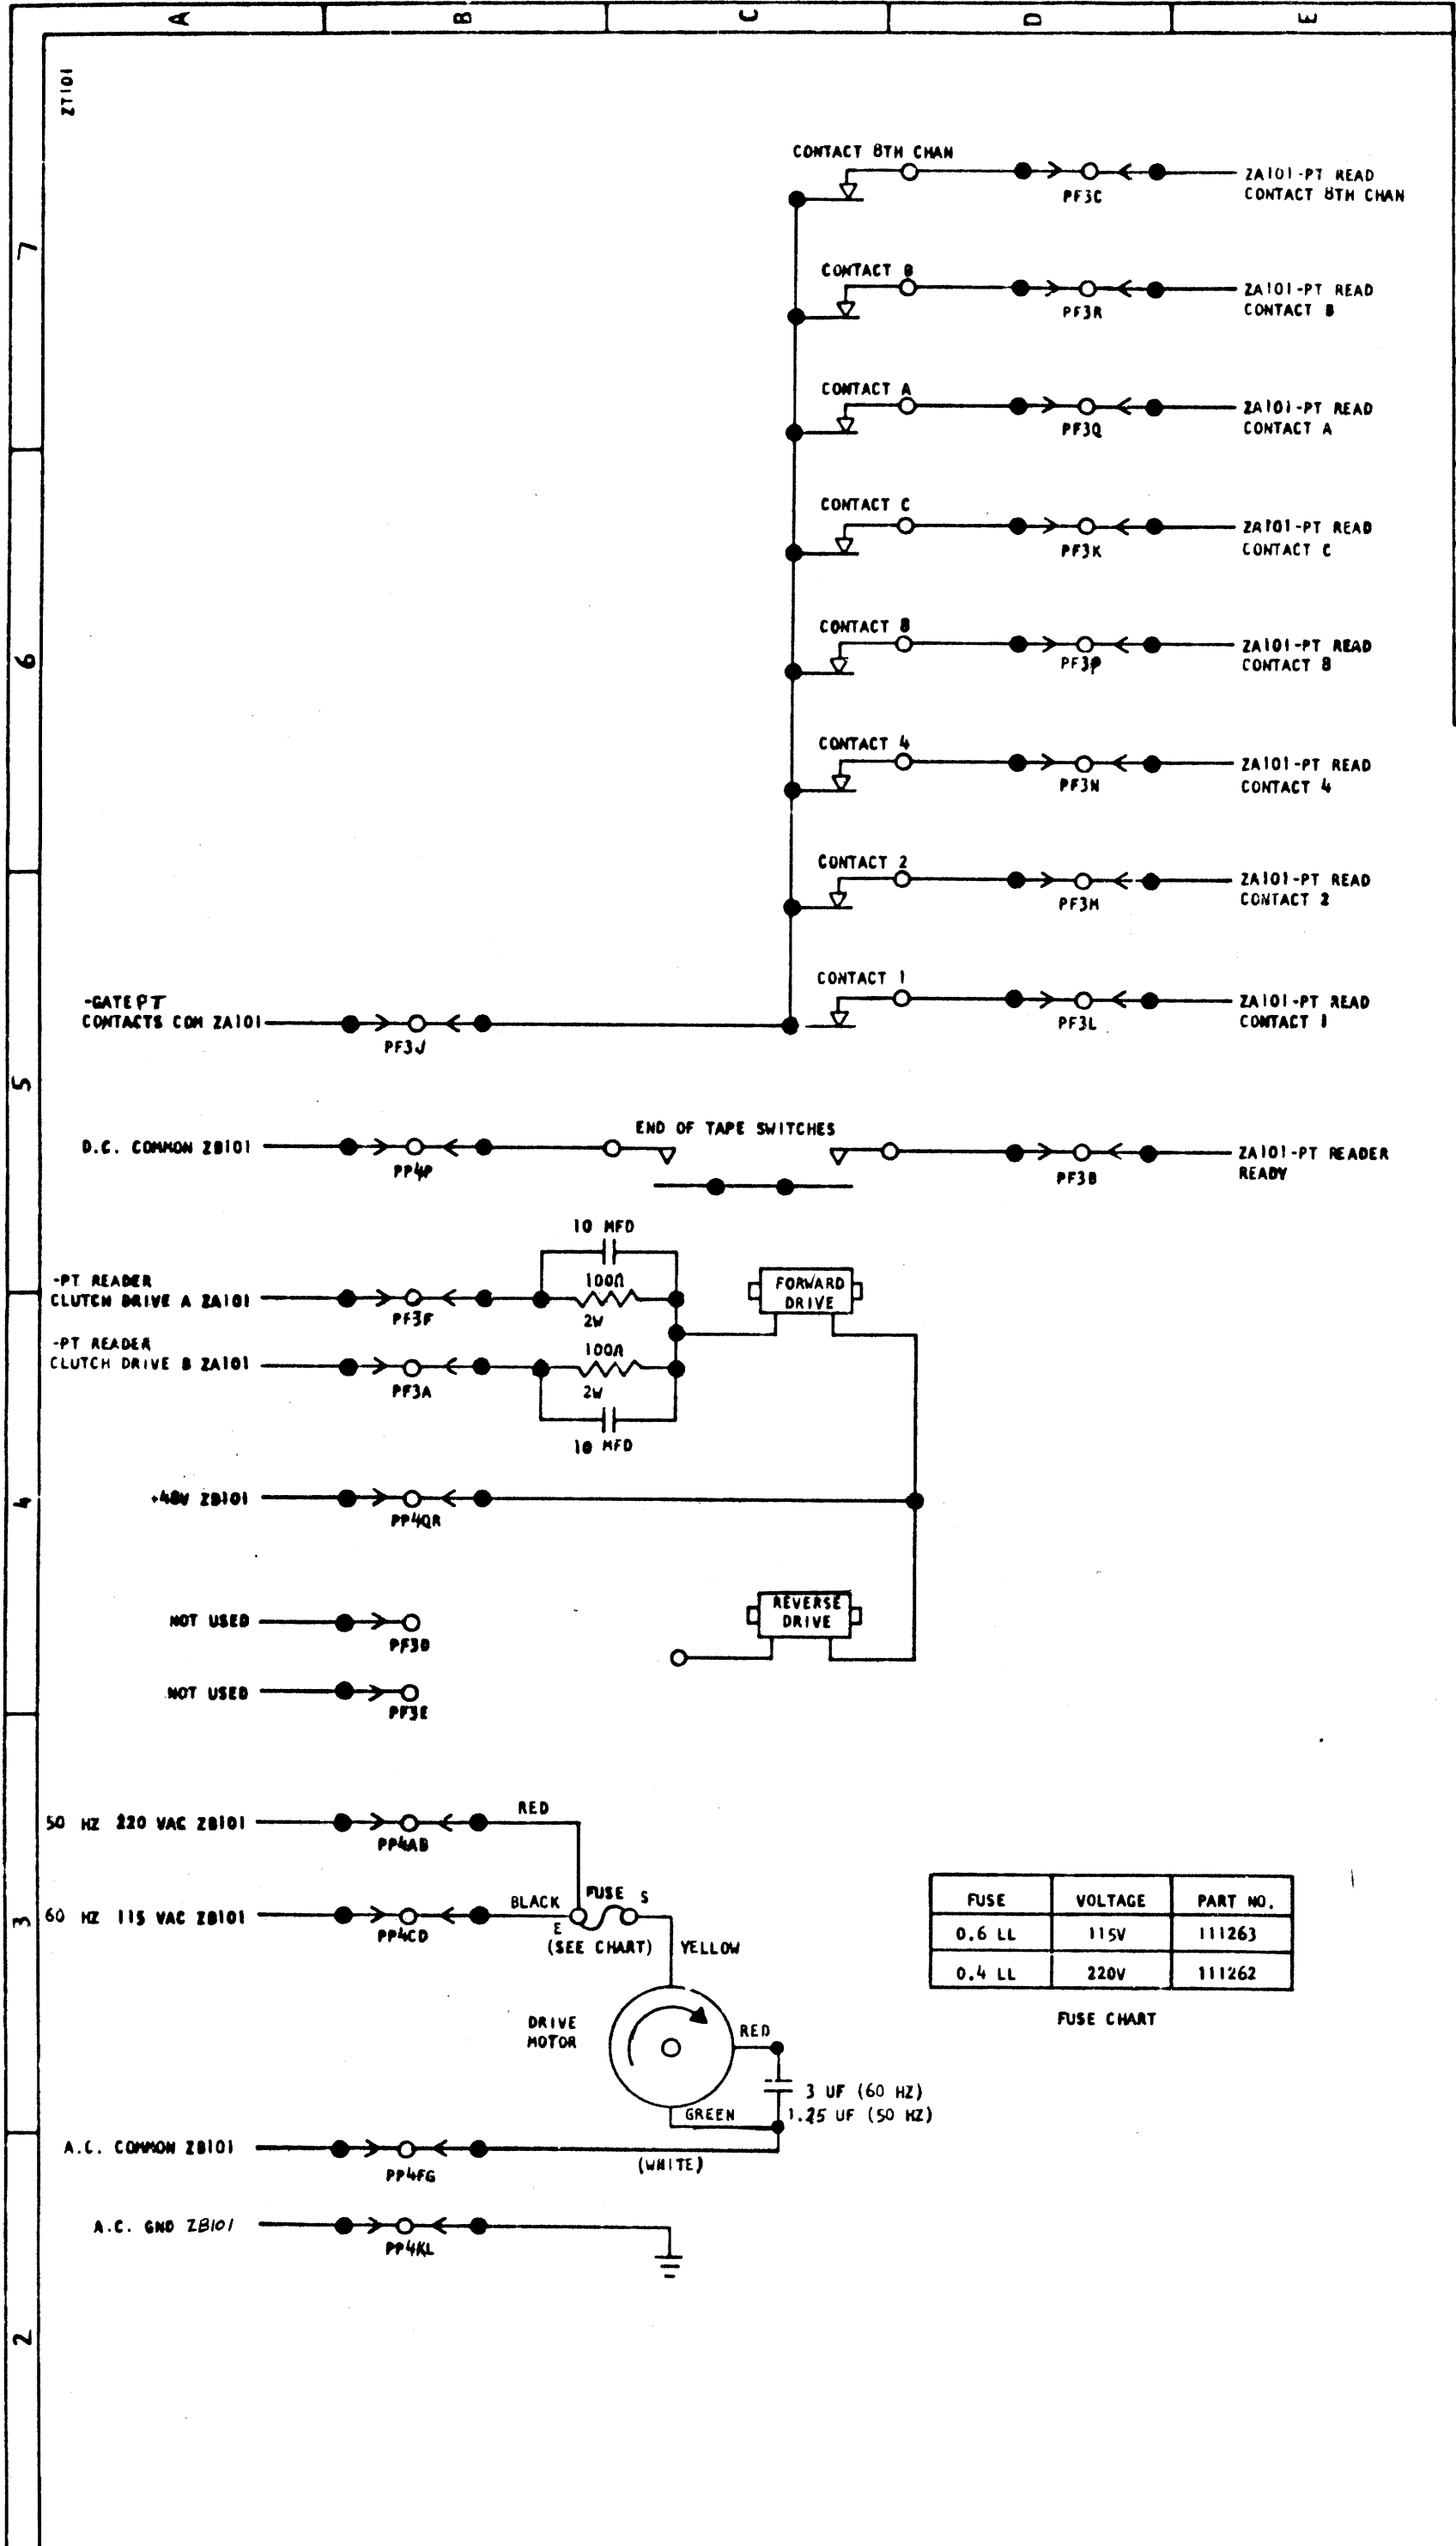 A
B
C
D
E
ZT101
7
6
5
4
3
2
CONTACT 8TH CHAN
PF3C
ZA101-PT READ
CONTACT 8TH CHAN
CONTACT B
PF3R
ZA101-PT READ
CONTACT B
CONTACT A
PF3Q
ZA101-PT READ
CONTACT A
CONTACT C
PF3K
ZA101-PT READ
CONTACT C
CONTACT 8
PF3P
ZA101-PT READ
CONTACT 8
CONTACT 4
PF3N
ZA101-PT READ
CONTACT 4
CONTACT 2
PF3M
ZA101-PT READ
CONTACT 2
CONTACT 1
PF3L
ZA101-PT READ
CONTACT 1
-GATE PT
CONTACTS COM ZA101
PF3J
D.C. COMMON ZB101
PP4P
END OF TAPE SWITCHES
PF3B
ZA101-PT READER
READY
-PT READER
CLUTCH DRIVE A ZA101
PF3F
10 MFD
100Ω
2W
FORWARD
DRIVE
-PT READER
CLUTCH DRIVE B ZA101
PF3A
100Ω
2W
10 MFD
+48V ZB101
PP4QR
NOT USED
PF3D
REVERSE
DRIVE
NOT USED
PF3E
50 HZ 220 VAC ZB101
PP4AB
RED
60 HZ 115 VAC ZB101
PP4CD
BLACK
FUSE
S
E
(SEE CHART)
YELLOW
DRIVE
MOTOR
RED
3 UF (60 HZ)
1.25 UF (50 HZ)
GREEN
A.C. COMMON ZB101
PP4FG
(WHITE)
A.C. GND ZB101
PP4KL
FUSE VOLTAGE PART NO.
0.6 LL 115V 111263
0.4 LL 220V 111262
FUSE CHART